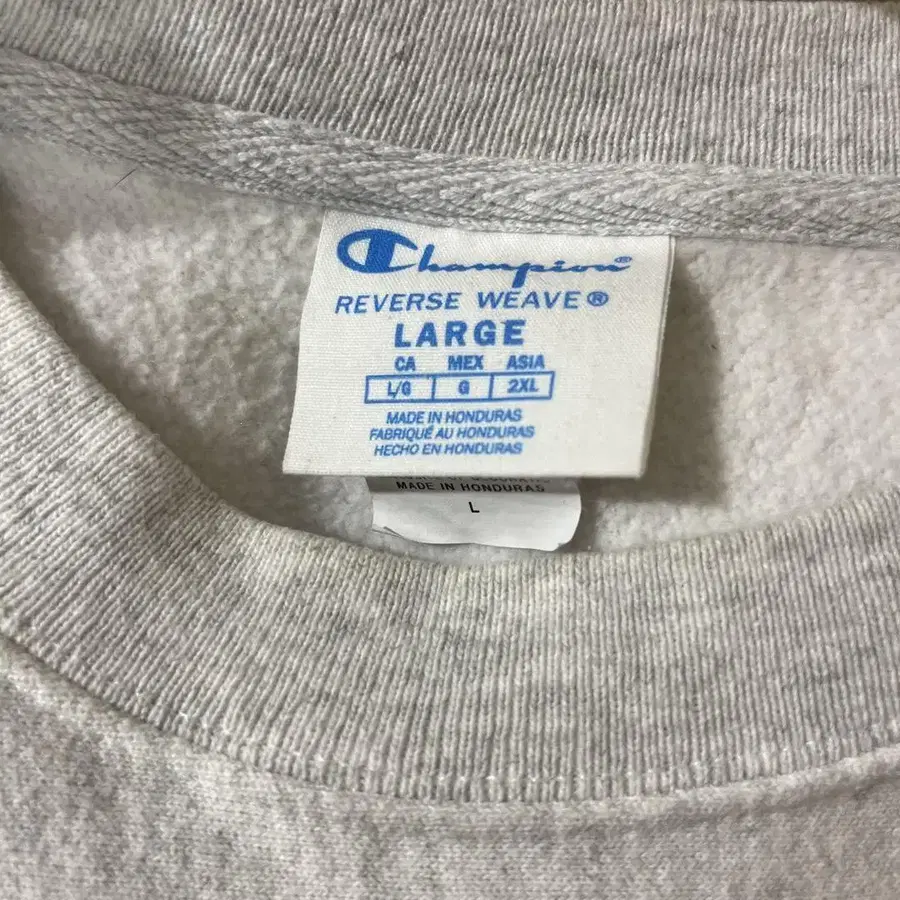 Champion®
REVERSE WEAVE®
LARGE
CA MEX ASIA
L/G G 2XL
MADE IN HONDURAS
FABRIQUÉ AU HONDURAS
HECHO EN HONDURAS
MADE IN HONDURAS
L